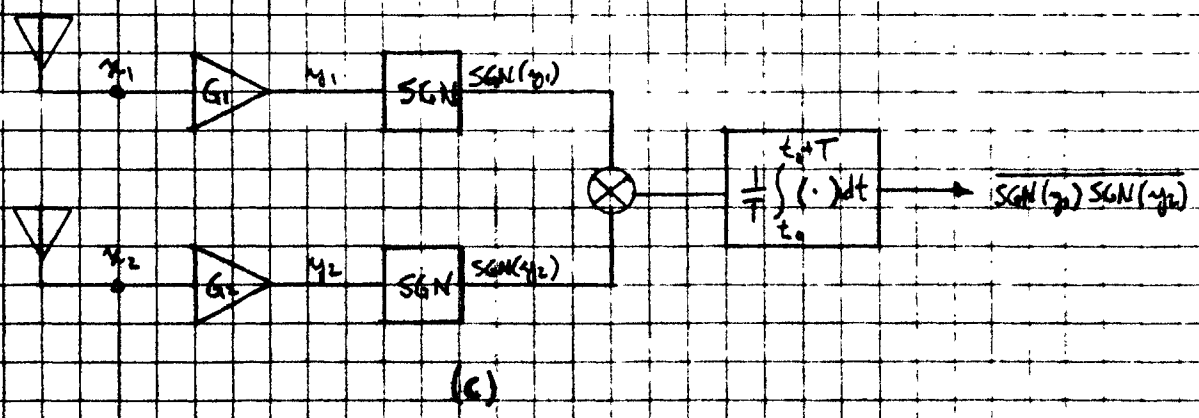 x₁
G₁
y₁
SGN
SGN(y₁)
t₀+T
1/T ∫ (·)dt
t₀
SGN(y₁) SGN(y₂)
x₂
G₂
y₂
SGN
SGN(y₂)
(c)